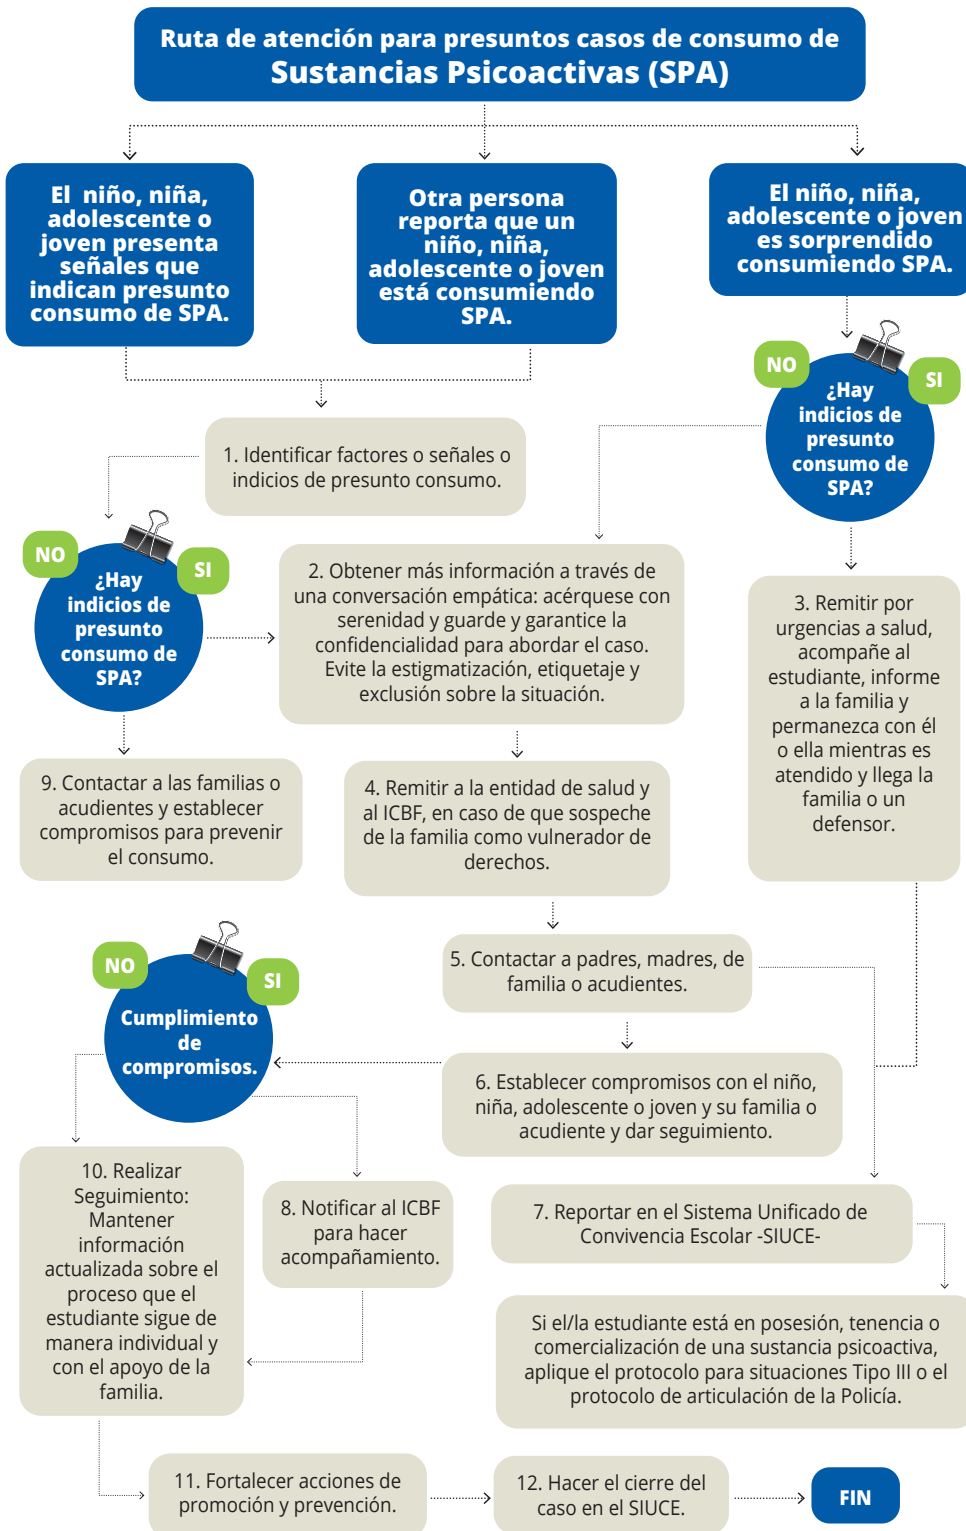 Ruta de atención para presuntos casos de consumo de
Sustancias Psicoactivas (SPA)
El niño, niña,
adolescente o
joven presenta
señales que
indican presunto
consumo de SPA.
Otra persona
reporta que un
niño, niña,
adolescente o joven
está consumiendo
SPA.
El niño, niña,
adolescente o joven
es sorprendido
consumiendo SPA.
NO
SI
¿Hay
indicios de
presunto
consumo de
SPA?
1. Identificar factores o señales o
indicios de presunto consumo.
NO
SI
¿Hay
indicios de
presunto
consumo de
SPA?
2. Obtener más información a través de
una conversación empática: acérquese con
serenidad y guarde y garantice la
confidencialidad para abordar el caso.
Evite la estigmatización, etiquetaje y
exclusión sobre la situación.
3. Remitir por
urgencias a salud,
acompañe al
estudiante, informe
a la familia y
permanezca con él
o ella mientras es
atendido y llega la
familia o un
defensor.
9. Contactar a las familias o
acudientes y establecer
compromisos para prevenir
el consumo.
4. Remitir a la entidad de salud y
al ICBF, en caso de que sospeche
de la familia como vulnerador de
derechos.
NO
SI
Cumplimiento
de
compromisos.
5. Contactar a padres, madres, de
familia o acudientes.
6. Establecer compromisos con el niño,
niña, adolescente o joven y su familia o
acudiente y dar seguimiento.
10. Realizar
Seguimiento:
Mantener
información
actualizada sobre el
proceso que el
estudiante sigue de
manera individual y
con el apoyo de la
familia.
8. Notificar al ICBF
para hacer
acompañamiento.
7. Reportar en el Sistema Unificado de
Convivencia Escolar -SIUCE-
Si el/la estudiante está en posesión, tenencia o
comercialización de una sustancia psicoactiva,
aplique el protocolo para situaciones Tipo III o el
protocolo de articulación de la Policía.
11. Fortalecer acciones de
promoción y prevención.
12. Hacer el cierre del
caso en el SIUCE.
FIN